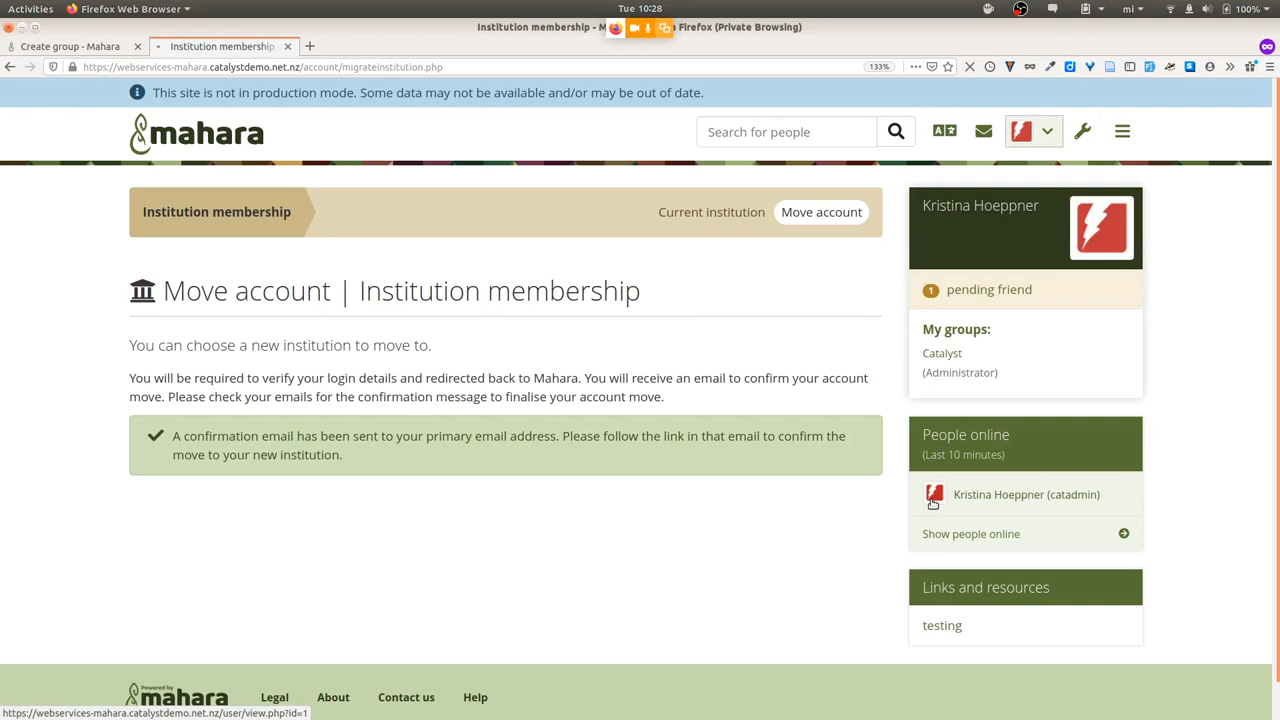 Activities
Firefox Web Browser
Tue 10:28
mi
100%
Institution membership - M
Firefox (Private Browsing)
Create group - Mahara
Institution membership
https://webservices-mahara.catalystdemo.net.nz/account/migrateinstitution.php
133%
This site is not in production mode. Some data may not be available and/or may be out of date.
mahara
Search for people
Institution membership
Current institution
Move account
Move account | Institution membership
You can choose a new institution to move to.
You will be required to verify your login details and redirected back to Mahara. You will receive an email to confirm your account
move. Please check your emails for the confirmation message to finalise your account move.
A confirmation email has been sent to your primary email address. Please follow the link in that email to confirm the
move to your new institution.
Kristina Hoeppner
1 pending friend
My groups:
Catalyst
(Administrator)
People online
(Last 10 minutes)
Kristina Hoeppner (catadmin)
Show people online
Links and resources
testing
Powered by
mahara
Legal
About
Contact us
Help
https://webservices-mahara.catalystdemo.net.nz/user/view.php?id=1